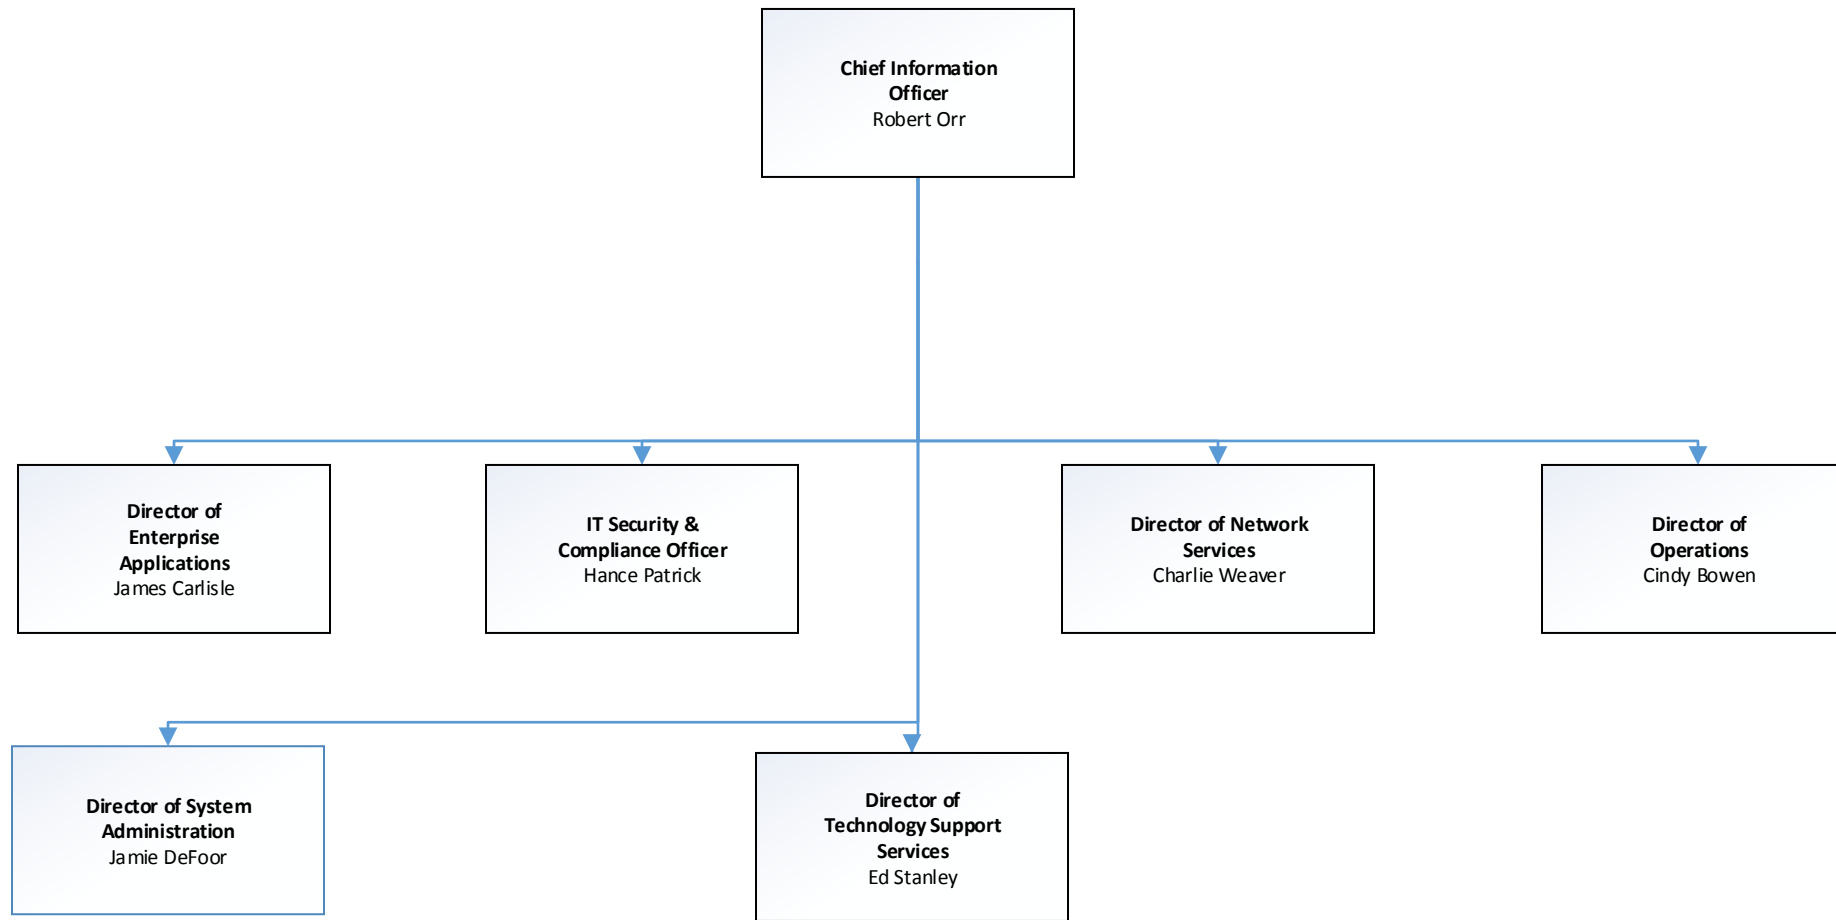 Chief Information
Officer
Robert Orr
Director of
Enterprise
Applications
James Carlisle
IT Security &
Compliance Officer
Hance Patrick
Director of Network
Services
Charlie Weaver
Director of
Operations
Cindy Bowen
Director of System
Administration
Jamie DeFoor
Director of
Technology Support
Services
Ed Stanley